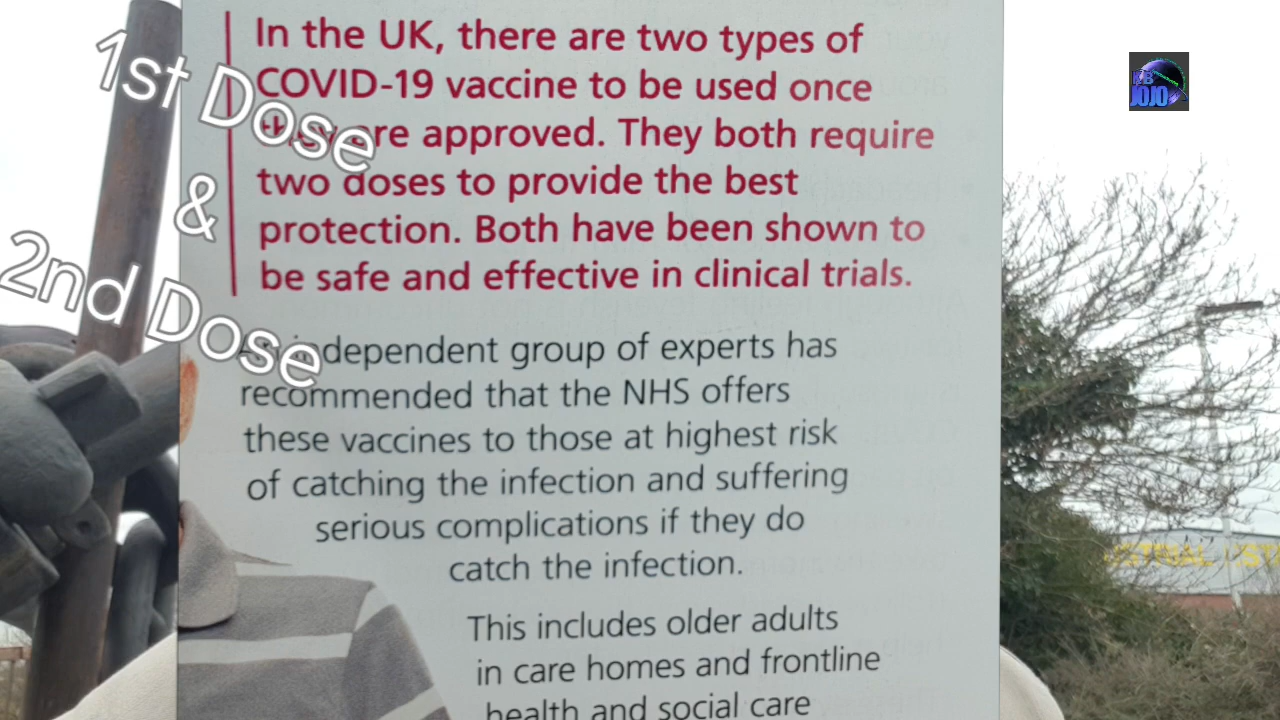 1st Dose
&
2nd Dose
In the UK, there are two types of
COVID-19 vaccine to be used once
they are approved. They both require
two doses to provide the best
protection. Both have been shown to
be safe and effective in clinical trials.
An independent group of experts has
recommended that the NHS offers
these vaccines to those at highest risk
of catching the infection and suffering
serious complications if they do
catch the infection.
This includes older adults
in care homes and frontline
health and social care
JOJO